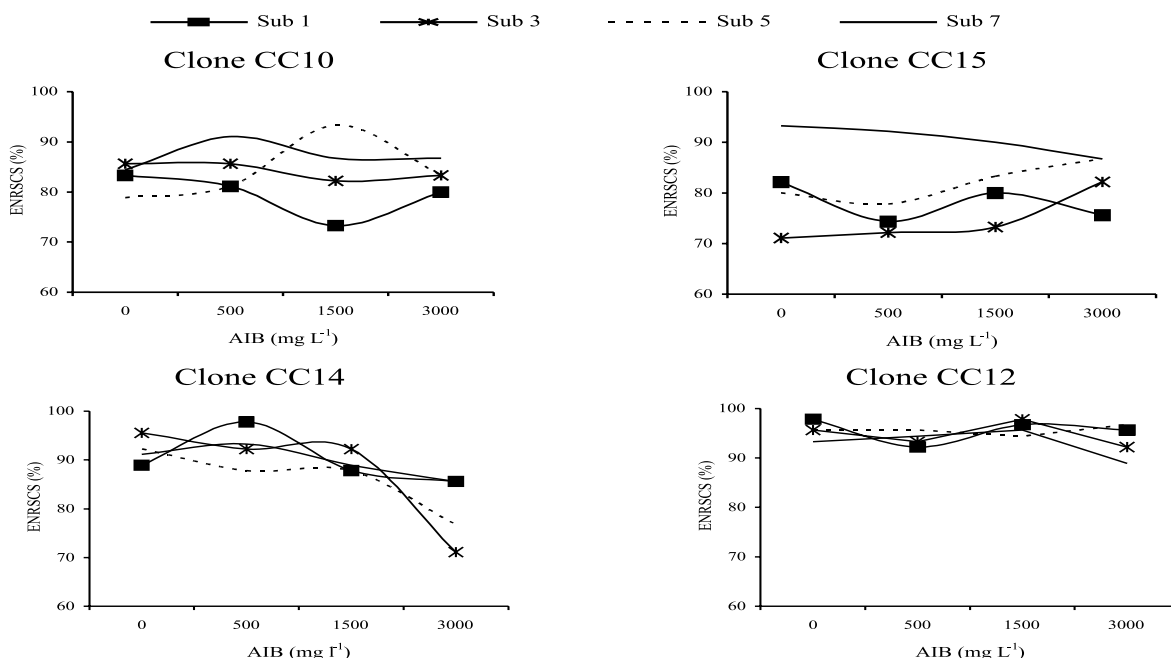 Sub 1 Sub 3 Sub 5 Sub 7
Clone CC10
100
90
80
70
60
ENRSCS (%)
0 500 1500 3000
AIB (mg L⁻¹)
Clone CC15
100
90
80
70
60
ENRSCS (%)
0 500 1500 3000
AIB (mg L⁻¹)
Clone CC14
100
90
80
70
60
ENRSCS (%)
0 500 1500 3000
AIB (mg l⁻¹)
Clone CC12
100
90
80
70
60
ENRSCS (%)
0 500 1500 3000
AIB (mg L⁻¹)